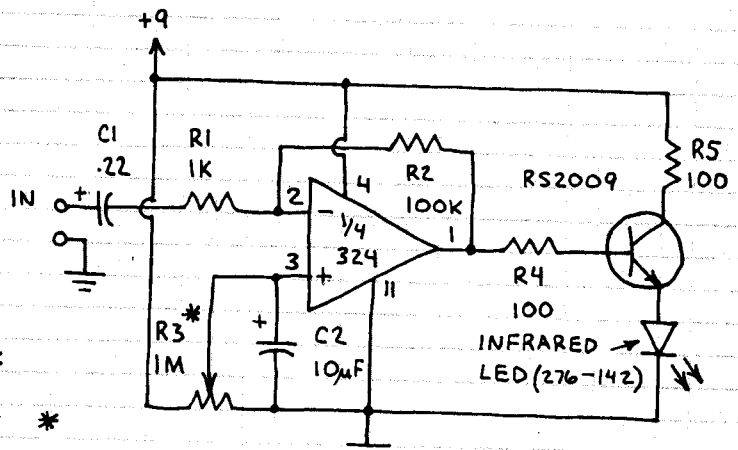 +9
C1
.22
R1
1K
R2
100K
RS2009
R5
100
IN
+
2
-
4
1/4
324
1
3
+
11
R4
100
R3 *
1M
+
C2
10µF
INFRARED
LED (276-142)
:
*